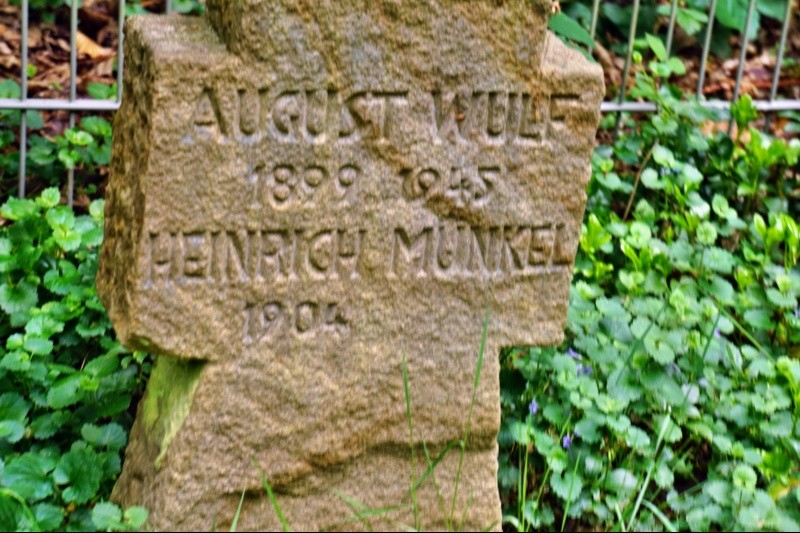 AUGUST WULF
1899 1945
HEINRICH MUNKEL
1904